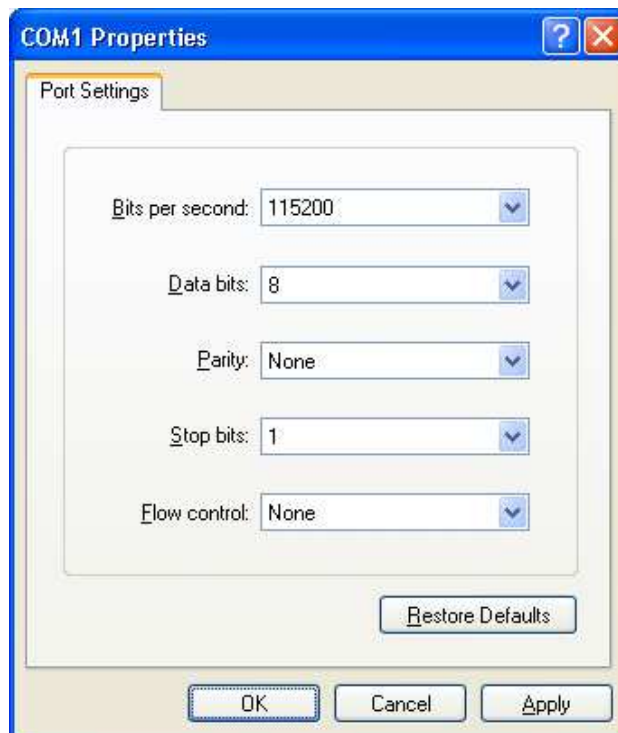 COM1 Properties
Port Settings
Bits per second: 115200
Data bits: 8
Parity: None
Stop bits: 1
Flow control: None
Restore Defaults
OK Cancel Apply